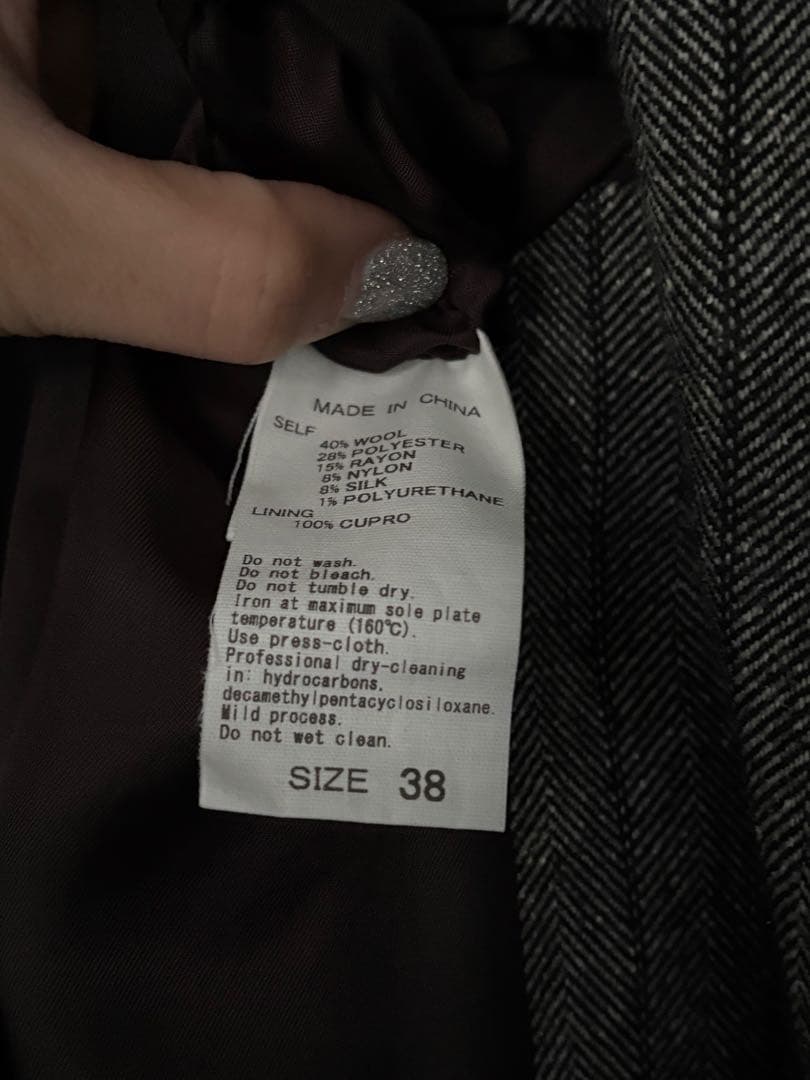 MADE IN CHINA
SELF
40% WOOL
28% POLYESTER
15% RAYON
8% NYLON
8% SILK
1% POLYURETHANE
LINING
100% CUPRO
Do not wash.
Do not bleach.
Do not tumble dry.
Iron at maximum sole plate
temperature (160℃).
Use press-cloth.
Professional dry-cleaning
in: hydrocarbons,
decamethylpentacyclosiloxane.
Mild process.
Do not wet clean.
SIZE 38